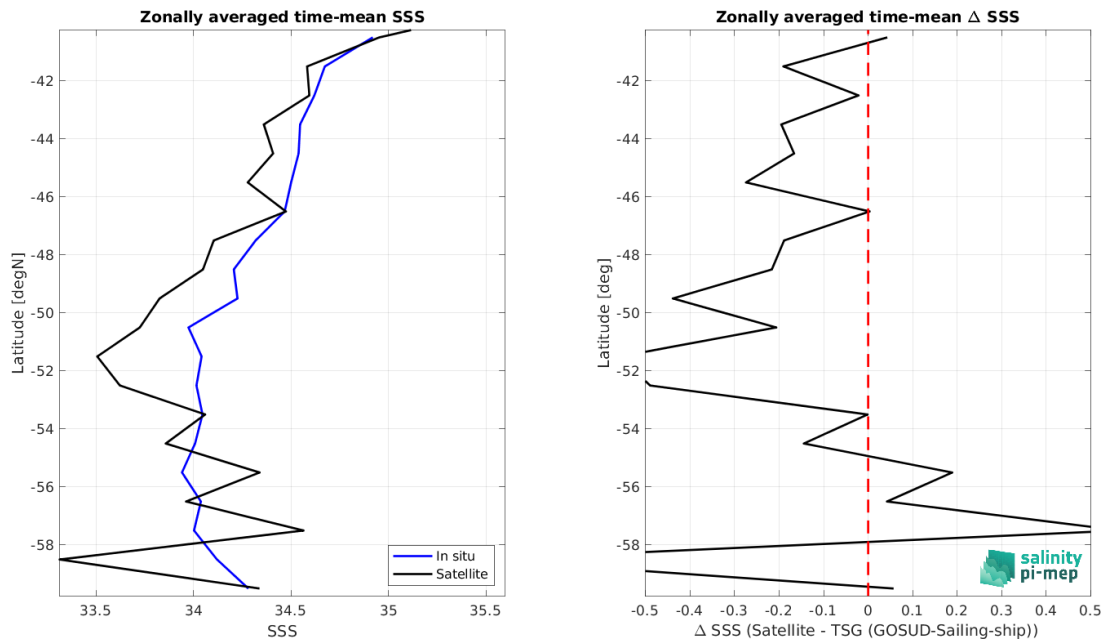 Zonally averaged time-mean SSS
Latitude [degN]
-42
-44
-46
-48
-50
-52
-54
-56
-58
33.5 34 34.5 35 35.5
SSS
In situ
Satellite
Zonally averaged time-mean Δ SSS
Latitude [deg]
-42
-44
-46
-48
-50
-52
-54
-56
-58
-0.5 -0.4 -0.3 -0.2 -0.1 0 0.1 0.2 0.3 0.4 0.5
Δ SSS (Satellite - TSG (GOSUD-Sailing-ship))
salinity
pi-mep